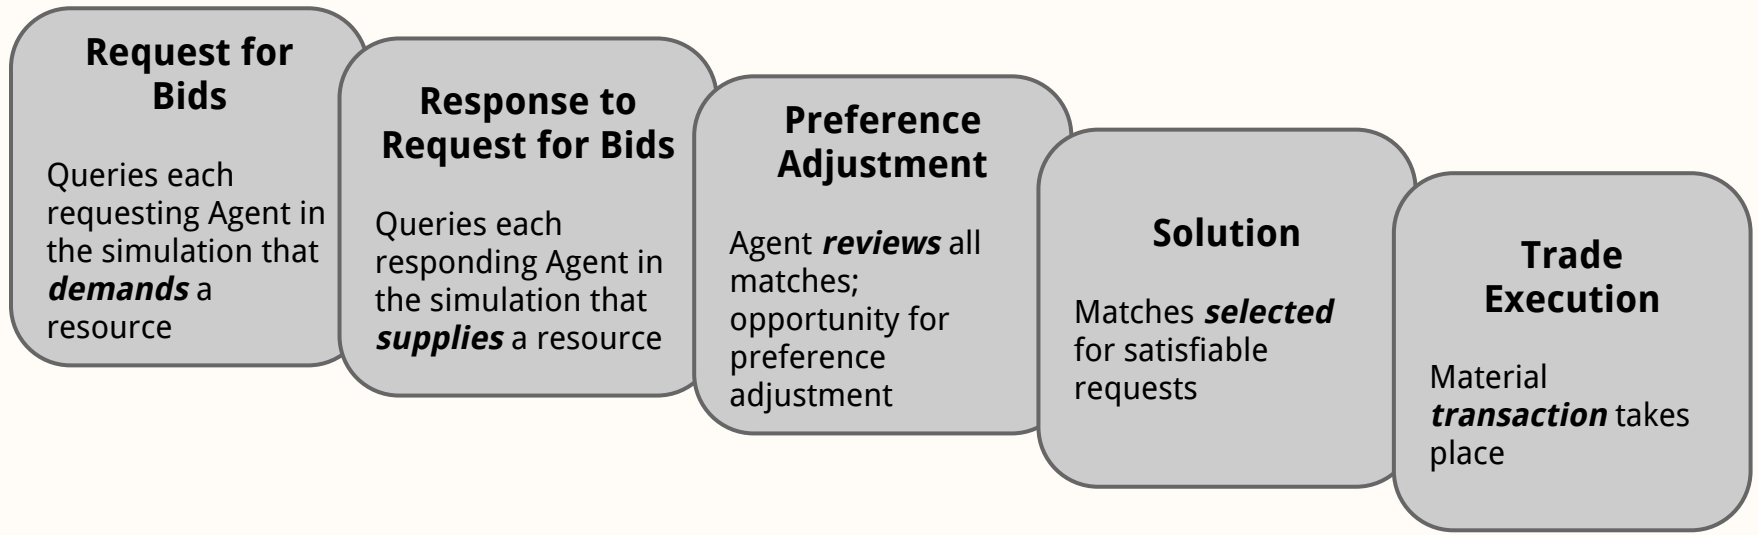 Request for
Bids
Queries each
requesting Agent in
the simulation that
demands a
resource
Response to
Request for Bids
Queries each
responding Agent in
the simulation that
supplies a resource
Preference
Adjustment
Agent reviews all
matches;
opportunity for
preference
adjustment
Solution
Matches selected
for satisfiable
requests
Trade
Execution
Material
transaction takes
place